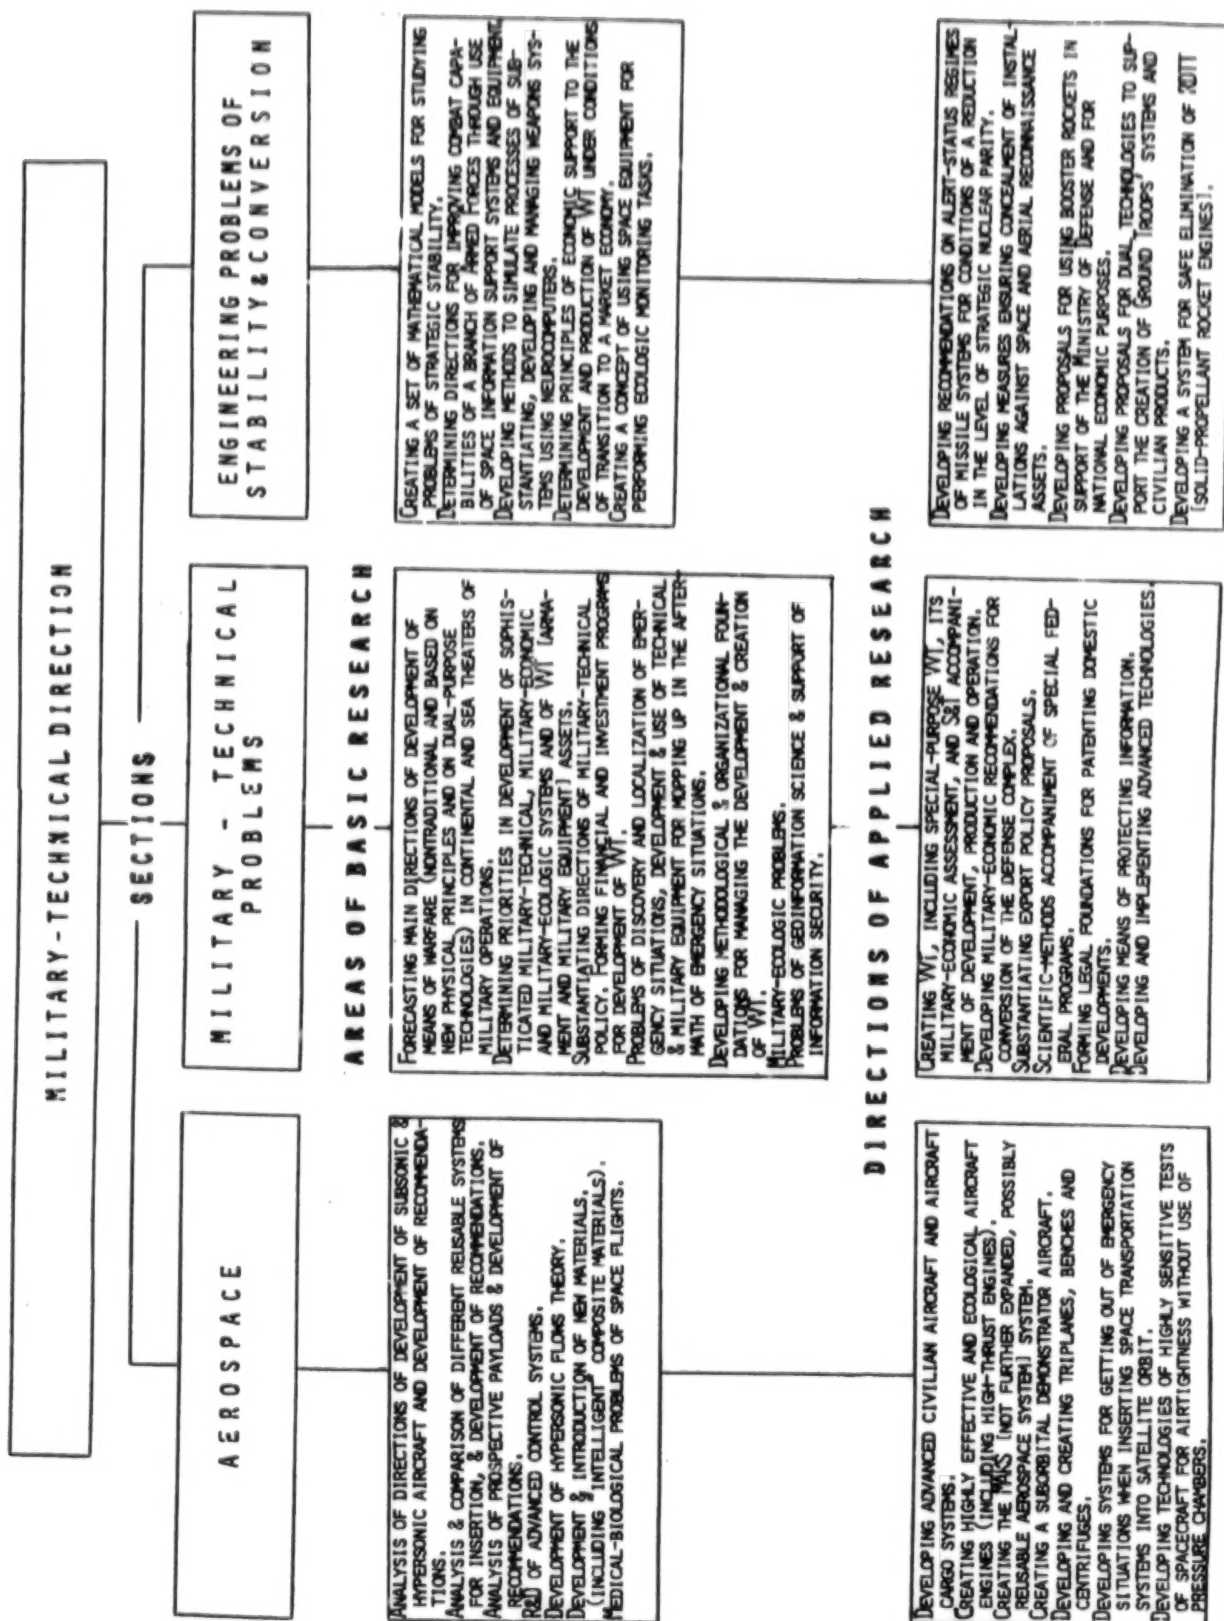 MILITARY-TECHNICAL DIRECTION
SECTIONS
AEROSPACE
MILITARY - TECHNICAL
PROBLEMS
ENGINEERING PROBLEMS OF
STABILITY & CONVERSION
AREAS OF BASIC RESEARCH
ANALYSIS OF DIRECTIONS OF DEVELOPMENT OF SUBSONIC &
HYPERSONIC AIRCRAFT AND DEVELOPMENT OF RECOMMENDA-
TIONS.
ANALYSIS & COMPARISON OF DIFFERENT REUSABLE SYSTEMS
FOR INSERTION, & DEVELOPMENT OF RECOMMENDATIONS.
ANALYSIS OF PROSPECTIVE PAYLOADS & DEVELOPMENT OF
RECOMMENDATIONS.
R&D OF ADVANCED CONTROL SYSTEMS.
DEVELOPMENT OF HYPERSONIC FLOWS THEORY.
DEVELOPMENT & INTRODUCTION OF NEW MATERIALS.
(INCLUDING "INTELLIGENT" COMPOSITE MATERIALS).
MEDICAL-BIOLOGICAL PROBLEMS OF SPACE FLIGHTS.
FORECASTING MAIN DIRECTIONS OF DEVELOPMENT OF
MEANS OF WARFARE (NONTRADITIONAL AND BASED ON
NEW PHYSICAL PRINCIPLES AND ON DUAL-PURPOSE
TECHNOLOGIES) IN CONTINENTAL AND SEA THEATERS OF
MILITARY OPERATIONS.
DETERMINING PRIORITIES IN DEVELOPMENT OF SOPHIS-
TICATED MILITARY-TECHNICAL, MILITARY-ECONOMIC
AND MILITARY-ECOLOGIC SYSTEMS AND OF WT [ARMA-
MENT AND MILITARY EQUIPMENT] ASSETS.
SUBSTANTIATING DIRECTIONS OF MILITARY-TECHNICAL
POLICY. FORMING FINANCIAL AND INVESTMENT PROGRAMS
FOR DEVELOPMENT OF WT.
PROBLEMS OF DISCOVERY AND LOCALIZATION OF EMER-
GENCY SITUATIONS, DEVELOPMENT & USE OF TECHNICAL
& MILITARY EQUIPMENT FOR MOPPING UP IN THE AFTER-
MATH OF EMERGENCY SITUATIONS.
DEVELOPING METHODOLOGICAL & ORGANIZATIONAL FOUN-
DATIONS FOR MANAGING THE DEVELOPMENT & CREATION
OF WT.
MILITARY-ECOLOGIC PROBLEMS.
PROBLEMS OF GEOINFORMATION SCIENCE & SUPPORT OF
INFORMATION SECURITY.
CREATING A SET OF MATHEMATICAL MODELS FOR STUDYING
PROBLEMS OF STRATEGIC STABILITY.
DETERMINING DIRECTIONS FOR IMPROVING COMBAT CAPA-
BILITIES OF A BRANCH OF ARMED FORCES THROUGH USE
OF SPACE INFORMATION SUPPORT SYSTEMS AND EQUIPMENT.
DEVELOPING METHODS TO SIMULATE PROCESSES OF SUB-
STANTIATING, DEVELOPING AND MANAGING WEAPONS SYS-
TEMS USING NEUROCOMPUTERS.
DETERMINING PRINCIPLES OF ECONOMIC SUPPORT TO THE
DEVELOPMENT AND PRODUCTION OF WT UNDER CONDITIONS
OF TRANSITION TO A MARKET ECONOMY.
CREATING A CONCEPT OF USING SPACE EQUIPMENT FOR
PERFORMING ECOLOGIC MONITORING TASKS.
DIRECTIONS OF APPLIED RESEARCH
DEVELOPING ADVANCED CIVILIAN AIRCRAFT AND AIRCRAFT
CARGO SYSTEMS.
CREATING HIGHLY EFFECTIVE AND ECOLOGICAL AIRCRAFT
ENGINES (INCLUDING HIGH-THRUST ENGINES).
CREATING THE MAKS [NOT FURTHER EXPANDED, POSSIBLY
REUSABLE AEROSPACE SYSTEM] SYSTEM.
CREATING A SUBORBITAL DEMONSTRATOR AIRCRAFT.
DEVELOPING AND CREATING TRIPLANES, BENCHES AND
CENTRIFUGES.
DEVELOPING SYSTEMS FOR GETTING OUT OF EMERGENCY
SITUATIONS WHEN INSERTING SPACE TRANSPORTATION
SYSTEMS INTO SATELLITE ORBIT.
DEVELOPING TECHNOLOGIES OF HIGHLY SENSITIVE TESTS
OF SPACECRAFT FOR AIRTIGHTNESS WITHOUT USE OF
PRESSURE CHAMBERS.
CREATING WT, INCLUDING SPECIAL-PURPOSE WT, ITS
MILITARY-ECONOMIC ASSESSMENT, AND S&T ACCOMPANI-
MENT OF DEVELOPMENT, PRODUCTION AND OPERATION.
DEVELOPING MILITARY-ECONOMIC RECOMMENDATIONS FOR
CONVERSION OF THE DEFENSE COMPLEX.
SUBSTANTIATING EXPORT POLICY PROPOSALS.
SCIENTIFIC-METHODS ACCOMPANIMENT OF SPECIAL FED-
ERAL PROGRAMS.
FORMING LEGAL FOUNDATIONS FOR PATENTING DOMESTIC
DEVELOPMENTS.
DEVELOPING MEANS OF PROTECTING INFORMATION.
DEVELOPING AND IMPLEMENTING ADVANCED TECHNOLOGIES.
DEVELOPING RECOMMENDATIONS ON ALERT-STATUS REGIMES
OF MISSILE SYSTEMS FOR CONDITIONS OF A REDUCTION
IN THE LEVEL OF STRATEGIC NUCLEAR PARITY.
DEVELOPING MEASURES ENSURING CONCEALMENT OF INSTAL-
LATIONS AGAINST SPACE AND AERIAL RECONNAISSANCE
ASSETS.
DEVELOPING PROPOSALS FOR USING BOOSTER ROCKETS IN
SUPPORT OF THE MINISTRY OF DEFENSE AND FOR
NATIONAL ECONOMIC PURPOSES.
DEVELOPING PROPOSALS FOR DUAL TECHNOLOGIES TO SUP-
PORT THE CREATION OF GROUND TROOPS' SYSTEMS AND
CIVILIAN PRODUCTS.
DEVELOPING A SYSTEM FOR SAFE ELIMINATION OF RDTT
[SOLID-PROPELLANT ROCKET ENGINES].